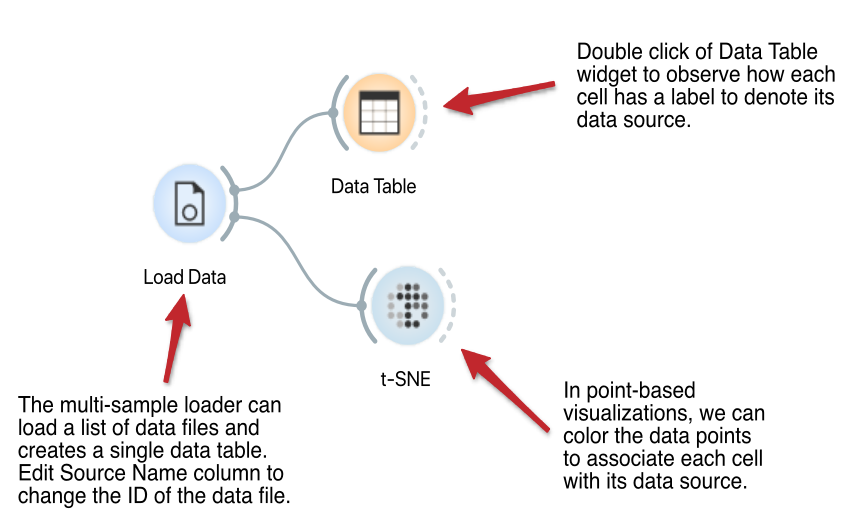 Double click of Data Table
widget to observe how each
cell has a label to denote its
data source.
Data Table
Load Data
t-SNE
The multi-sample loader can
load a list of data files and
creates a single data table.
Edit Source Name column to
change the ID of the data file.
In point-based
visualizations, we can
color the data points
to associate each cell
with its data source.